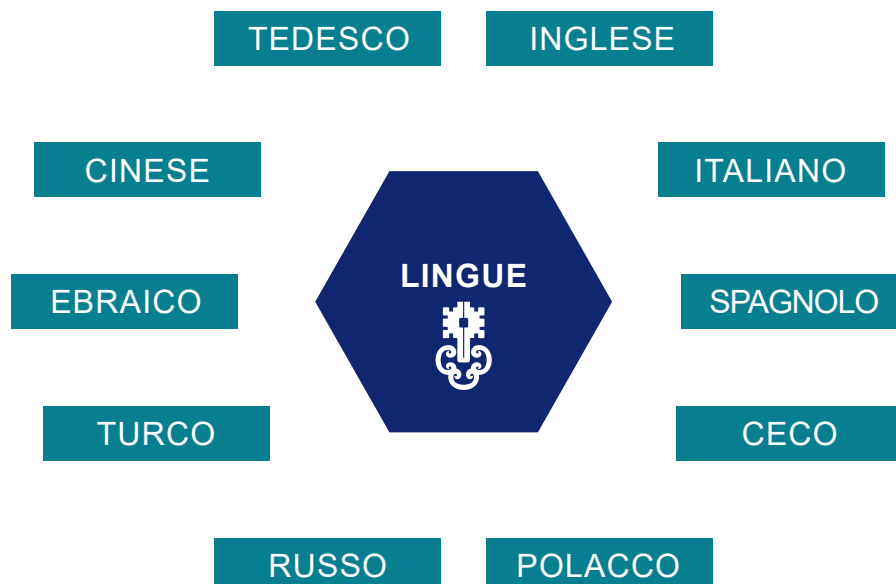 TEDESCO
INGLESE
CINESE
ITALIANO
LINGUE
EBRAICO
SPAGNOLO
TURCO
CECO
RUSSO
POLACCO